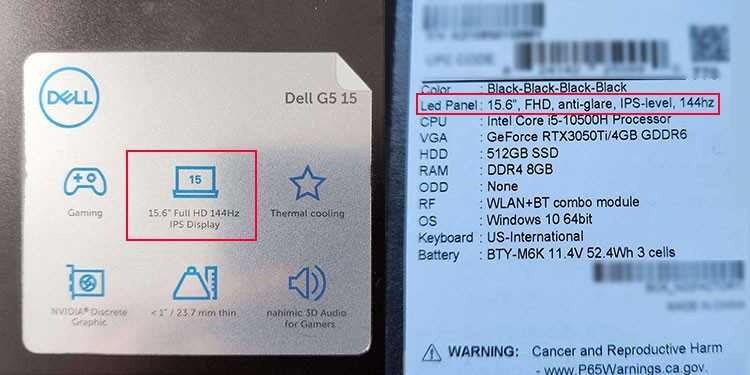 DELL
Dell G5 15
Gaming
15
15.6" Full HD 144Hz
IPS Display
Thermal cooling
NVIDIA® Discrete
Graphic
< 1" / 23.7 mm thin
nahimic 3D Audio
for Gamers
UPC CODE:
Color : Black-Black-Black-Black
Led Panel : 15.6", FHD, anti-glare, IPS-level, 144hz
CPU : Intel Core i5-10500H Processor
VGA : GeForce RTX3050Ti/4GB GDDR6
HDD : 512GB SSD
RAM : DDR4 8GB
ODD : None
RF : WLAN+BT combo module
OS : Windows 10 64bit
Keyboard : US-International
Battery : BTY-M6K 11.4V 52.4Wh 3 cells
MADE IN CHINA
WARNING: Cancer and Reproductive Harm
- www.P65Warnings.ca.gov.